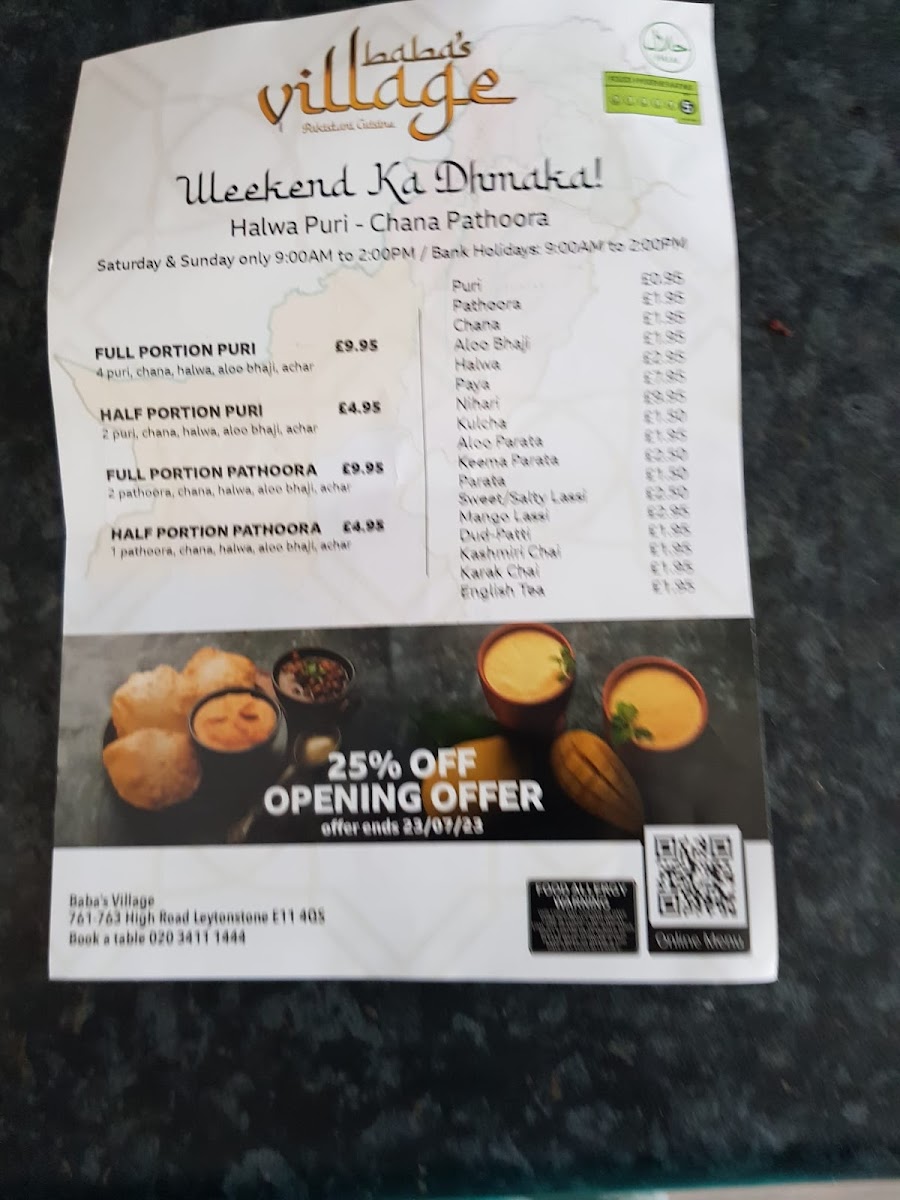 baba's
village
Pakistani Cuisine
حلال
HALAL
FOOD HYGIENE RATING
5
Weekend Ka Dhmaka!
Halwa Puri - Chana Pathoora
Saturday & Sunday only 9:00AM to 2:00PM / Bank Holidays: 9:00AM to 2:00PM
FULL PORTION PURI £9.95
4 puri, chana, halwa, aloo bhaji, achar
HALF PORTION PURI £4.95
2 puri, chana, halwa, aloo bhaji, achar
FULL PORTION PATHOORA £9.95
2 pathoora, chana, halwa, aloo bhaji, achar
HALF PORTION PATHOORA £4.95
1 pathoora, chana, halwa, aloo bhaji, achar
Puri £0.95
Pathoora £1.95
Chana £1.95
Aloo Bhaji £1.95
Halwa £2.95
Paya £7.95
Nihari £9.95
Kulcha £1.50
Aloo Parata £1.95
Keema Parata £2.50
Parata £1.50
Sweet/Salty Lassi £2.50
Mango Lassi £2.95
Dud-Patti £1.95
Kashmiri Chai £1.95
Karak Chai £1.95
English Tea £1.95
25% OFF
OPENING OFFER
offer ends 23/07/23
Baba's Village
761-763 High Road Leytonstone E11 4QS
Book a table 020 3411 1444
FOOD ALLERGY
WARNING
Online Menu